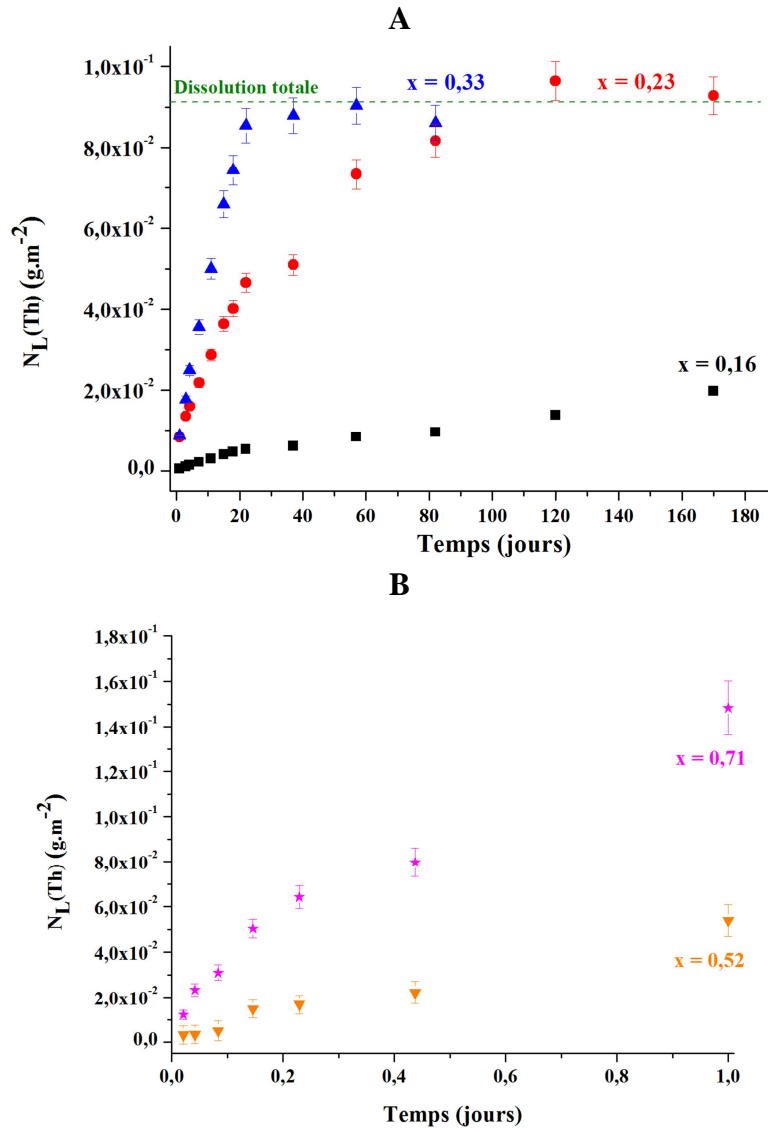 A
1,0x10⁻¹
8,0x10⁻²
6,0x10⁻²
4,0x10⁻²
2,0x10⁻²
0,0
N_L(Th) (g.m⁻²)
Dissolution totale
x = 0,33
x = 0,23
x = 0,16
0 20 40 60 80 100 120 140 160 180
Temps (jours)
B
1,8x10⁻¹
1,6x10⁻¹
1,4x10⁻¹
1,2x10⁻¹
1,0x10⁻¹
8,0x10⁻²
6,0x10⁻²
4,0x10⁻²
2,0x10⁻²
0,0
N_L(Th) (g.m⁻²)
x = 0,71
x = 0,52
0,0 0,2 0,4 0,6 0,8 1,0
Temps (jours)